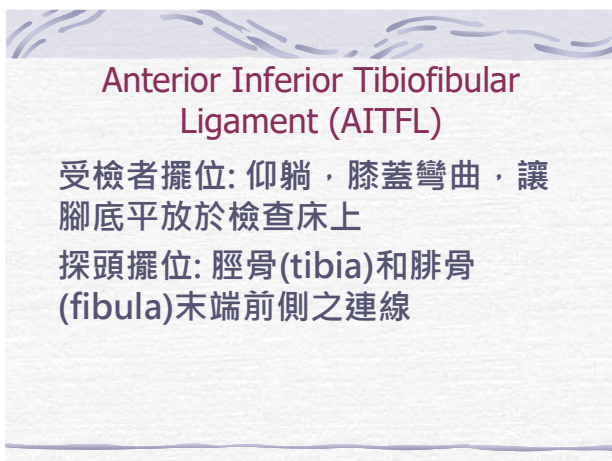 Anterior Inferior Tibiofibular
Ligament (AITFL)
受檢者擺位: 仰躺，膝蓋彎曲，讓
腳底平放於檢查床上
探頭擺位: 脛骨(tibia)和腓骨
(fibula)末端前側之連線